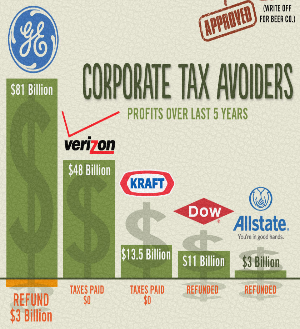 APPROVED
(WRITE OFF
FOR BEER CO.)
GE
CORPORATE TAX AVOIDERS
PROFITS OVER LAST 5 YEARS
$81 Billion
verizon
$48 Billion
KRAFT
$13.5 Billion
DOW
$11 Billion
Allstate.
You're in good hands.
$3 Billion
REFUND
$3 Billion
TAXES PAID
$0
TAXES PAID
$0
REFUNDED
REFUNDED